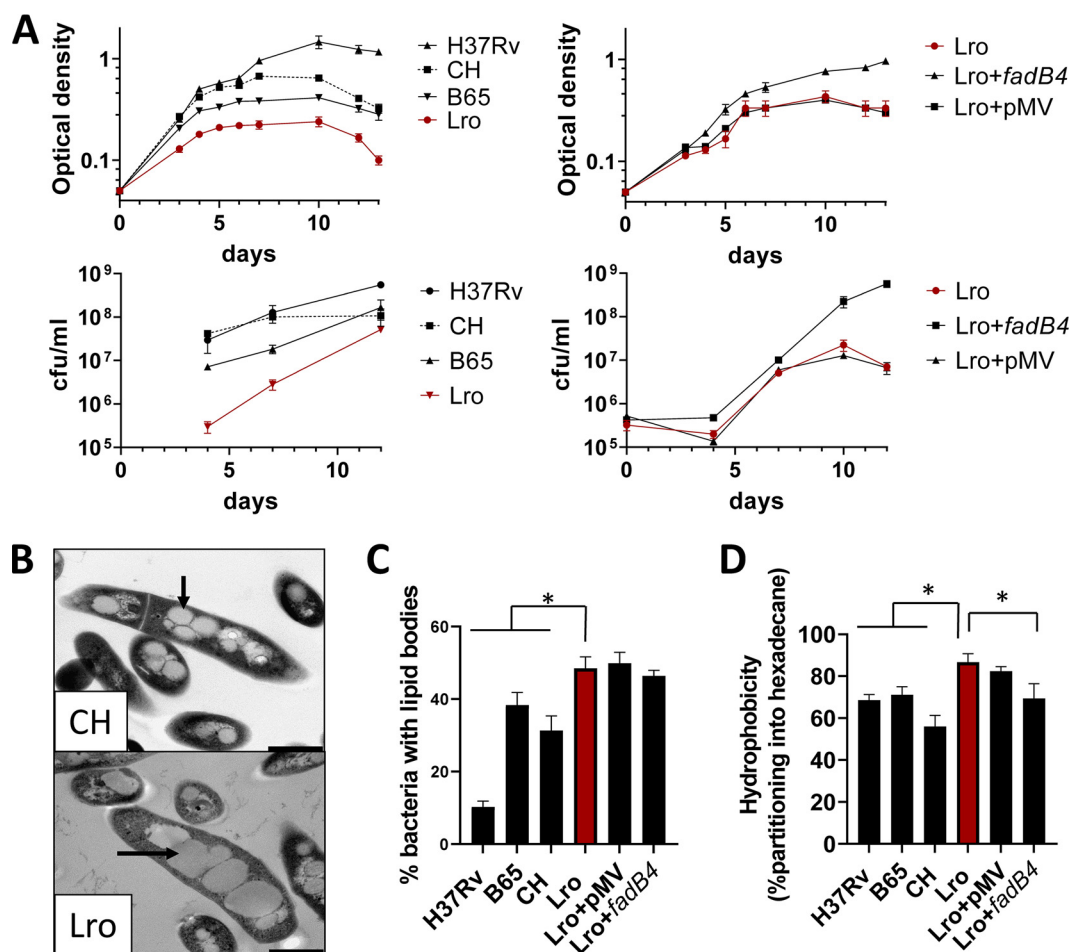 A
Optical density
1
0.1
0
5
10
days
H37Rv
CH
B65
Lro
Optical density
1
0.1
0
5
10
days
Lro
Lro+fadB4
Lro+pMV
cfu/ml
10⁹
10⁸
10⁷
10⁶
10⁵
0
5
10
days
H37Rv
CH
B65
Lro
cfu/ml
10⁹
10⁸
10⁷
10⁶
10⁵
0
5
10
days
Lro
Lro+fadB4
Lro+pMV
B
CH
Lro
C
% bacteria with lipid bodies
60
40
20
0
*
H37Rv
B65
CH
Lro
Lro+pMV
Lro+fadB4
D
Hydrophobicity
(%partitioning into hexadecane)
100
80
60
40
20
0
*
*
H37Rv
B65
CH
Lro
Lro+pMV
Lro+fadB4